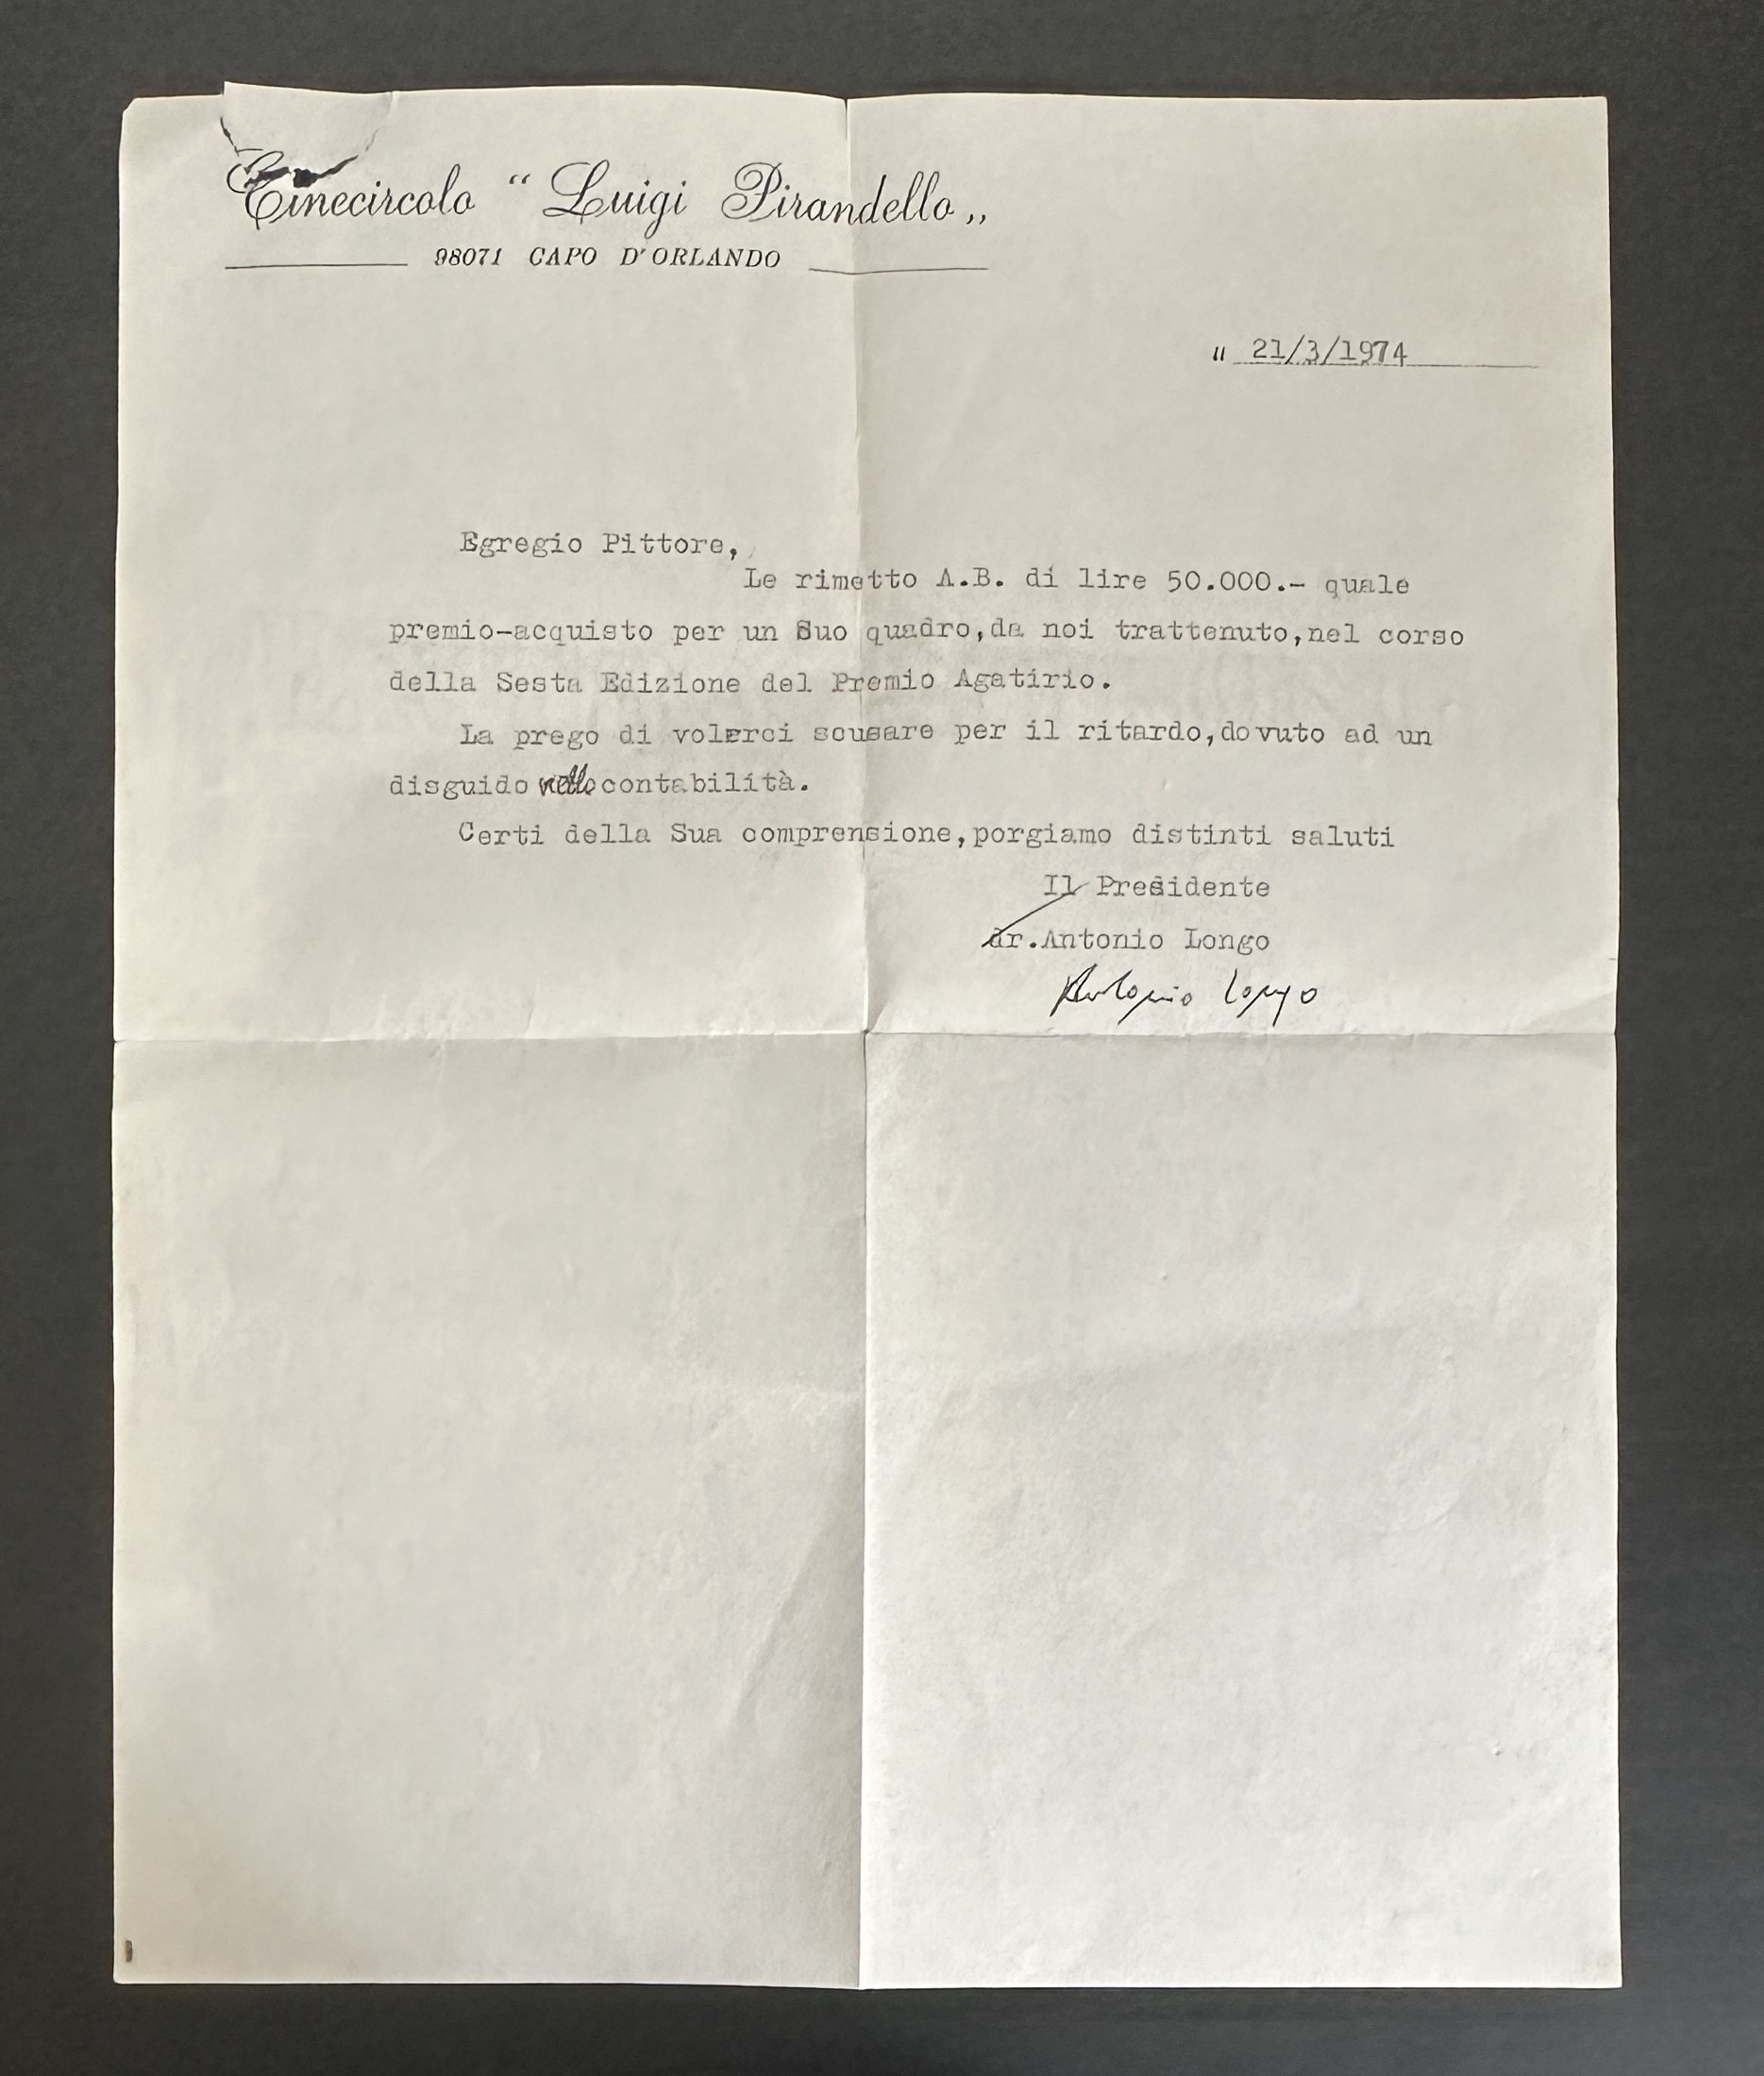 Cinecircolo “ Luigi Pirandello „
98071 CAPO D'ORLANDO
" 21/3/1974
Egregio Pittore,
Le rimetto A.B. di lire 50.000.- quale
premio-acquisto per un Suo quadro,da noi trattenuto,nel corso
della Sesta Edizione del Premio Agatirio.
La prego di volerci scusare per il ritardo,dovuto ad un
disguido nella contabilità.
Certi della Sua comprensione,porgiamo distinti saluti
Il Presidente
dr.Antonio Longo
Antonio Longo